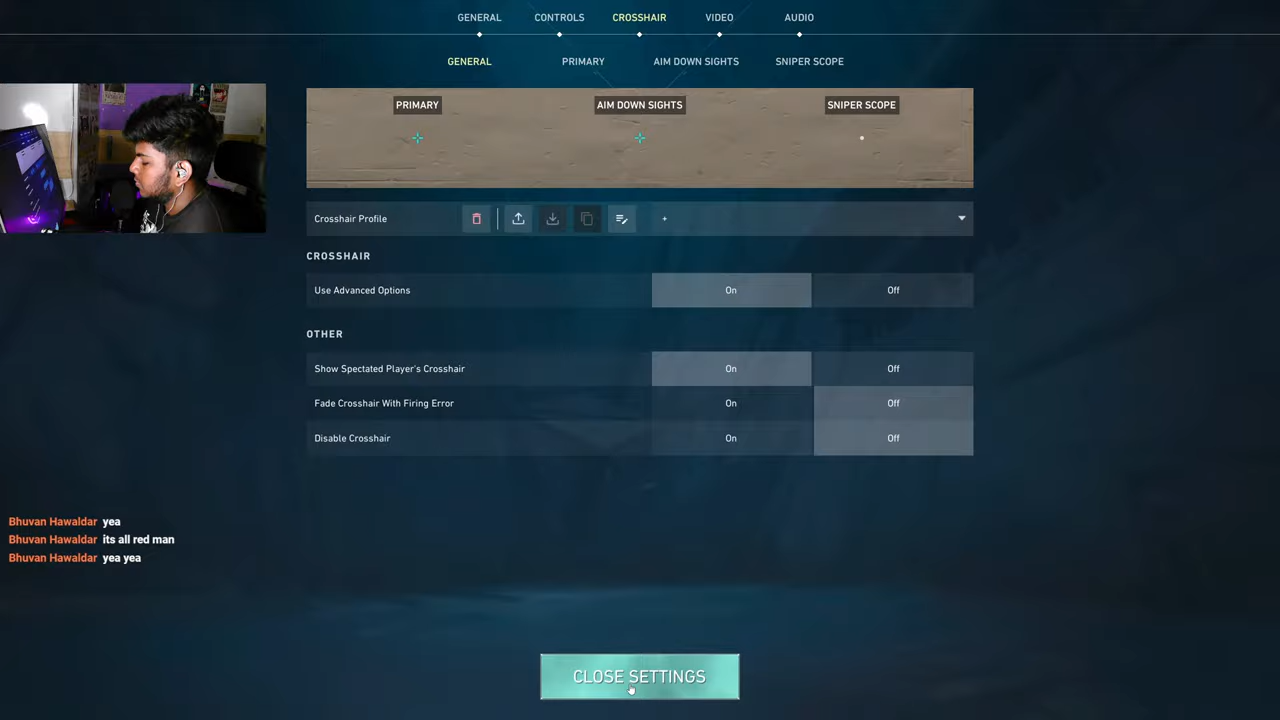 GENERAL CONTROLS CROSSHAIR VIDEO AUDIO
GENERAL PRIMARY AIM DOWN SIGHTS SNIPER SCOPE
PRIMARY AIM DOWN SIGHTS SNIPER SCOPE
Crosshair Profile +
CROSSHAIR
Use Advanced Options On Off
OTHER
Show Spectated Player's Crosshair On Off
Fade Crosshair With Firing Error On Off
Disable Crosshair On Off
Bhuvan Hawaldar yea
Bhuvan Hawaldar its all red man
Bhuvan Hawaldar yea yea
CLOSE SETTINGS